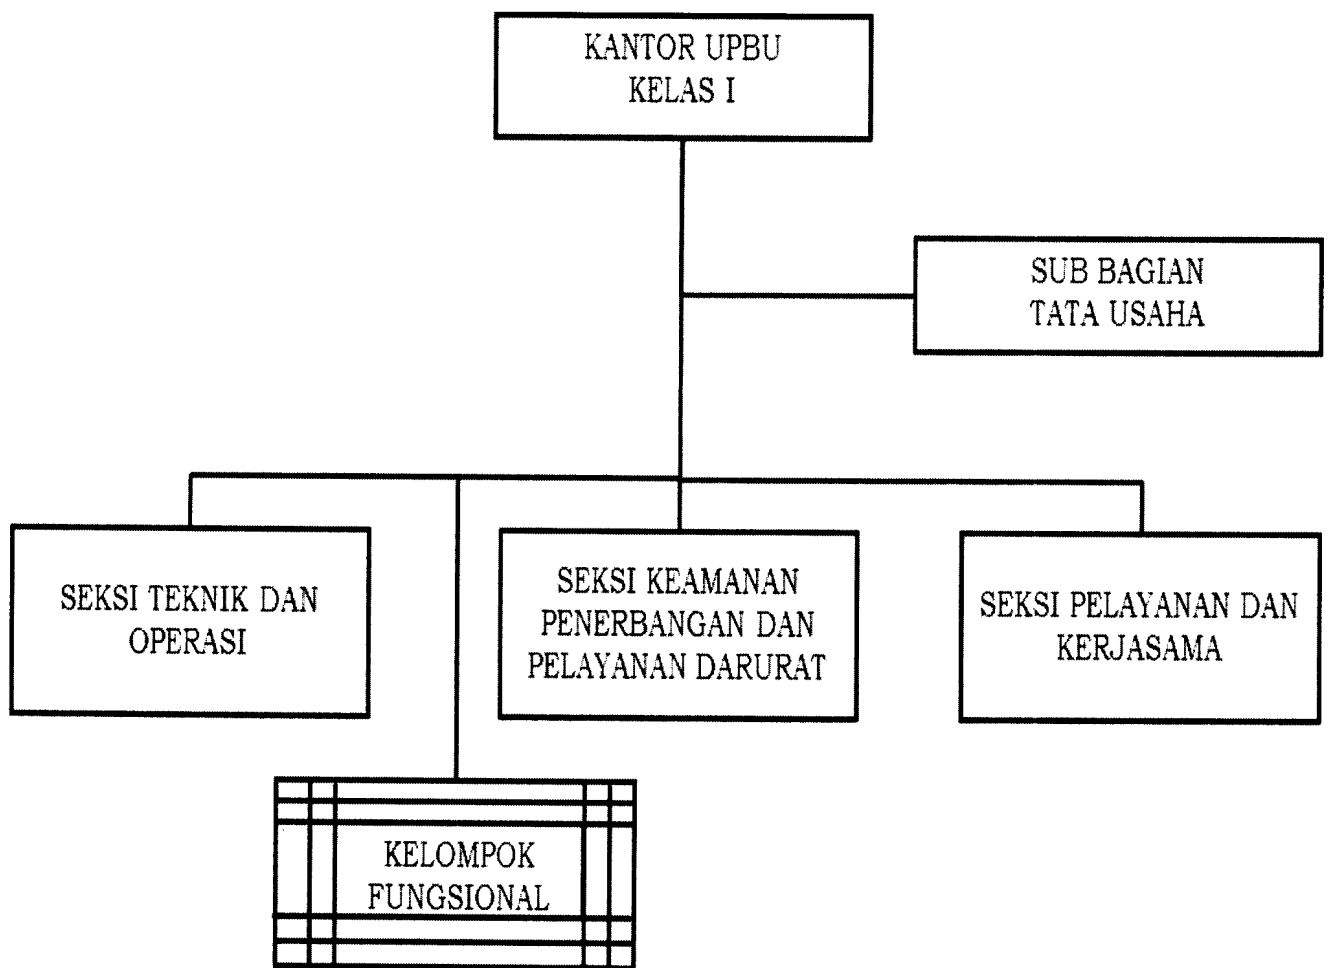 KANTOR UPBU
KELAS I
SUB BAGIAN
TATA USAHA
SEKSI TEKNIK DAN
OPERASI
SEKSI KEAMANAN
PENERBANGAN DAN
PELAYANAN DARURAT
SEKSI PELAYANAN DAN
KERJASAMA
KELOMPOK
FUNGSIONAL